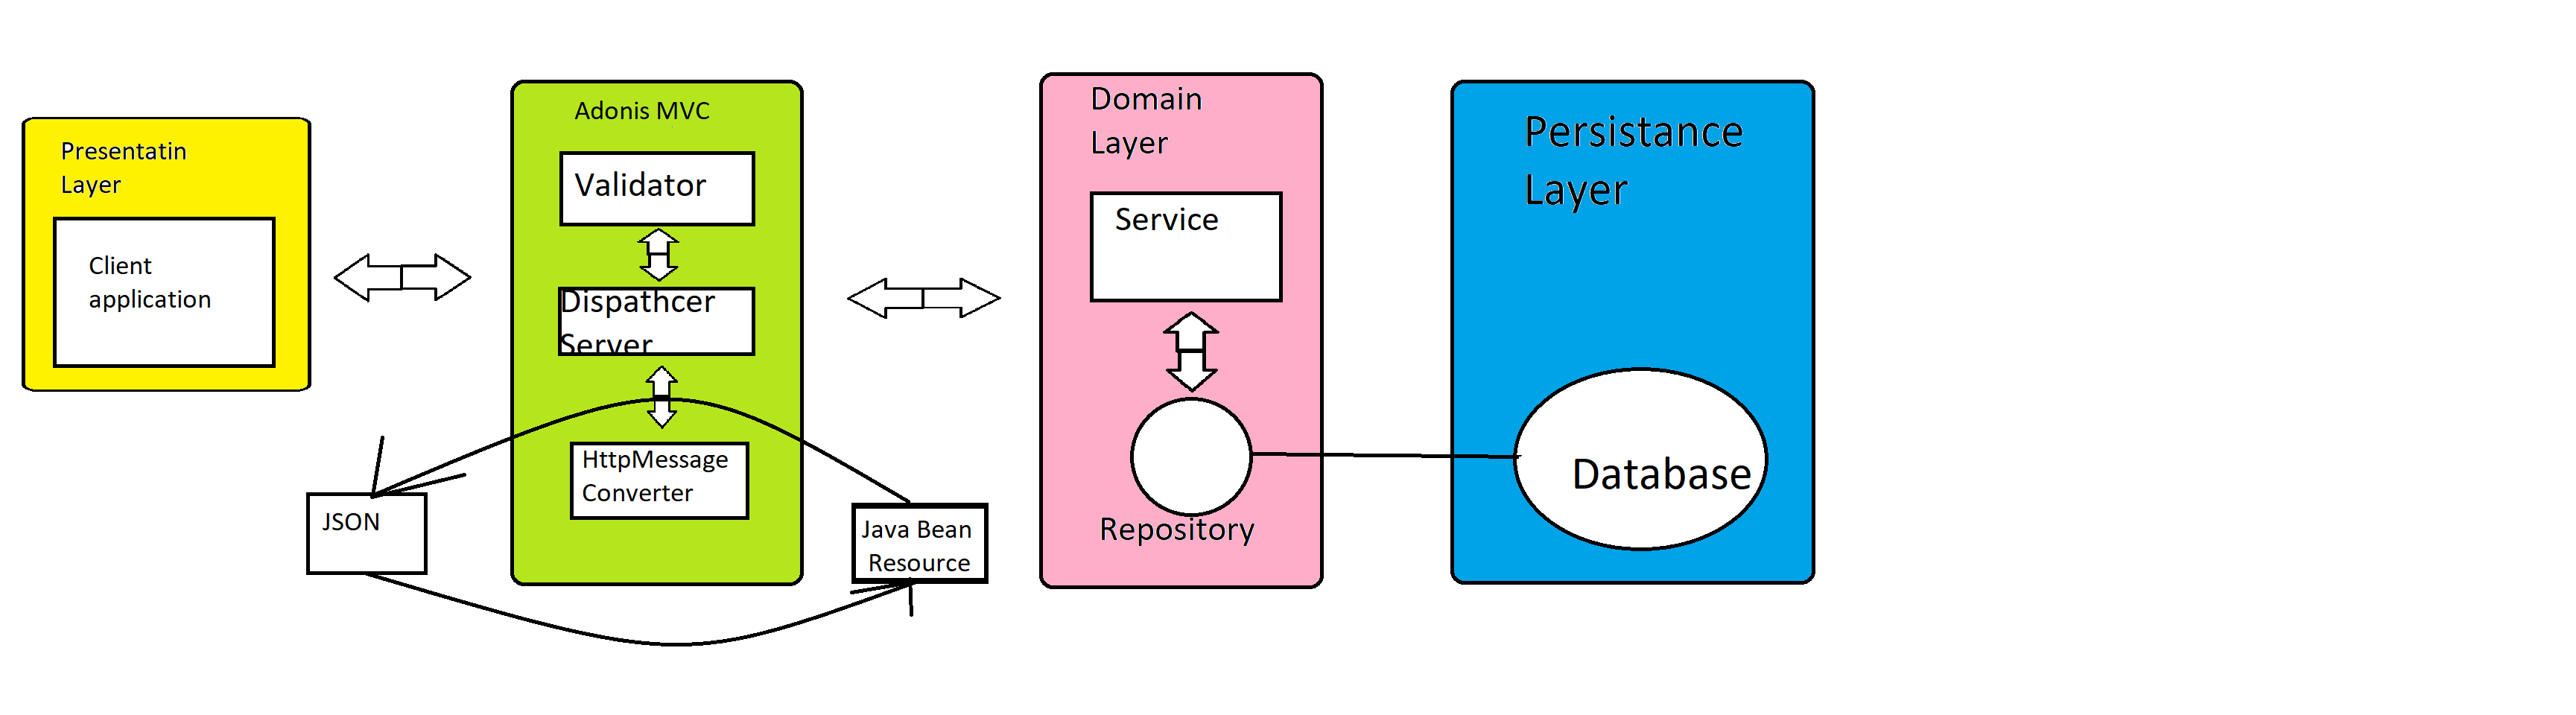 Presentatin
Layer
Client
application
Adonis MVC
Validator
Dispathcer
Server
HttpMessage
Converter
JSON
Java Bean
Resource
Domain
Layer
Service
Repository
Persistance
Layer
Database